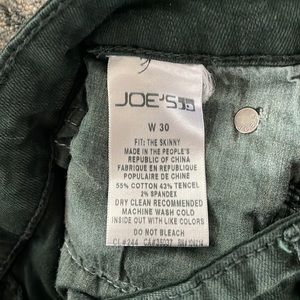 JOE'S
W 30
FIT: THE SKINNY
MADE IN THE PEOPLE'S
REPUBLIC OF CHINA
FABRIQUE EN REPUBLIQUE
POPULAIRE DE CHINE
55% COTTON 43% TENCEL
2% SPANDEX
DRY CLEAN RECOMMENDED
MACHINE WASH COLD
INSIDE OUT WITH LIKE COLORS
DO NOT BLEACH
CL#244